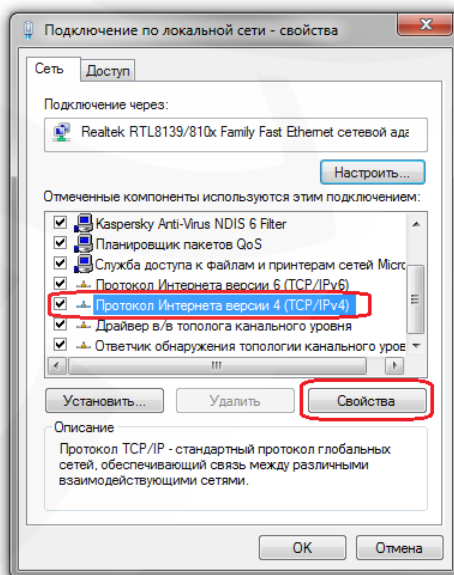 Подключение по локальной сети - свойства
Сеть Доступ
Подключение через:
Realtek RTL8139/810x Family Fast Ethernet сетевой ада
Настроить...
Отмеченные компоненты используются этим подключением:
Kaspersky Anti-Virus NDIS 6 Filter
Планировщик пакетов QoS
Служба доступа к файлам и принтерам сетей Micro
Протокол Интернета версии 6 (TCP/IPv6)
Протокол Интернета версии 4 (TCP/IPv4)
Драйвер в/в тополога канального уровня
Ответчик обнаружения топологии канального уров
Установить... Удалить Свойства
Описание
Протокол TCP/IP - стандартный протокол глобальных
сетей, обеспечивающий связь между различными
взаимодействующими сетями.
OK Отмена